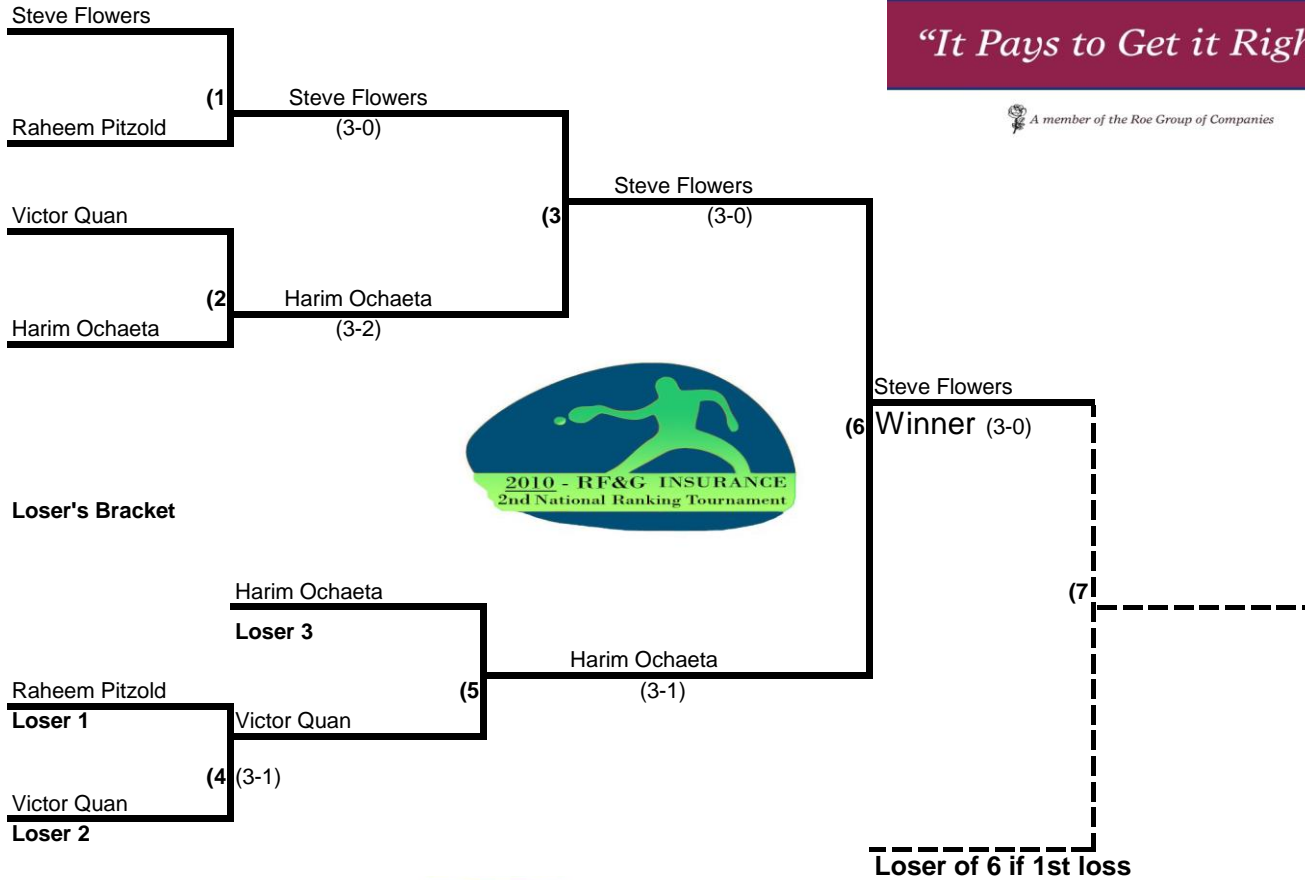 Steve Flowers
“It Pays to Get it Righ
(1
Steve Flowers
A member of the Roe Group of Companies
Raheem Pitzold
(3-0)
Steve Flowers
Victor Quan
(3
(3-0)
(2
Harim Ochaeta
Harim Ochaeta
(3-2)
Steve Flowers
(6
Winner (3-0)
2010 - RF&G INSURANCE
2nd National Ranking Tournament
Loser's Bracket
Harim Ochaeta
(7
Loser 3
Harim Ochaeta
Raheem Pitzold
(5
(3-1)
Loser 1
Victor Quan
(4
(3-1)
Victor Quan
Loser 2
Loser of 6 if 1st loss